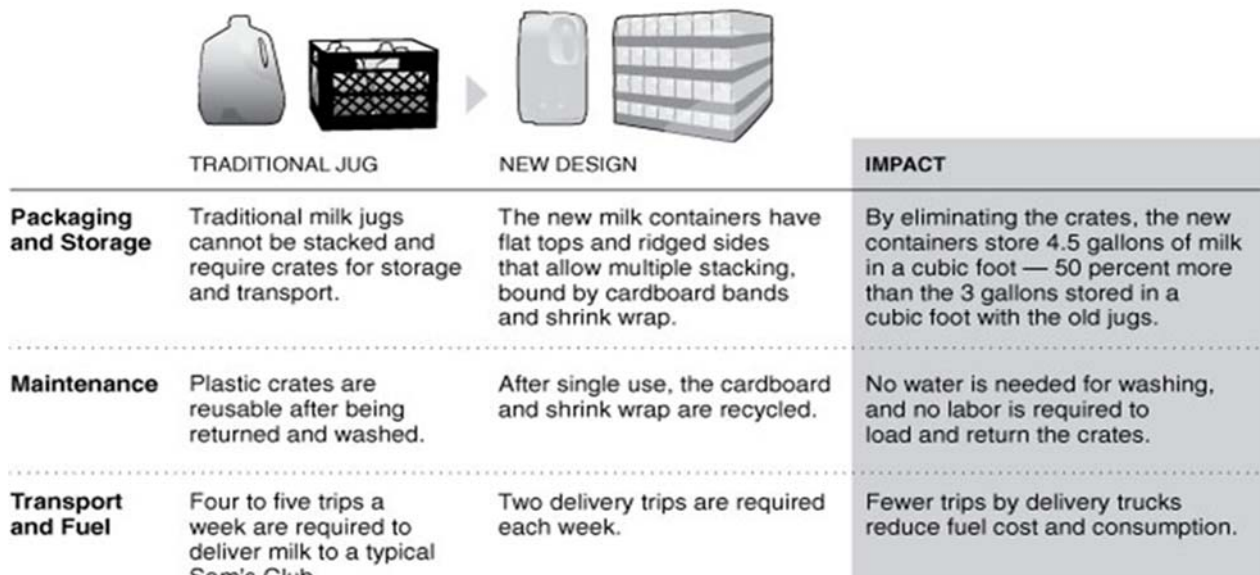 TRADITIONAL JUG
NEW DESIGN
IMPACT
Packaging
and Storage
Traditional milk jugs
cannot be stacked and
require crates for storage
and transport.
The new milk containers have
flat tops and ridged sides
that allow multiple stacking,
bound by cardboard bands
and shrink wrap.
By eliminating the crates, the new
containers store 4.5 gallons of milk
in a cubic foot — 50 percent more
than the 3 gallons stored in a
cubic foot with the old jugs.
Maintenance
Plastic crates are
reusable after being
returned and washed.
After single use, the cardboard
and shrink wrap are recycled.
No water is needed for washing,
and no labor is required to
load and return the crates.
Transport
and Fuel
Four to five trips a
week are required to
deliver milk to a typical
Sam's Club
Two delivery trips are required
each week.
Fewer trips by delivery trucks
reduce fuel cost and consumption.